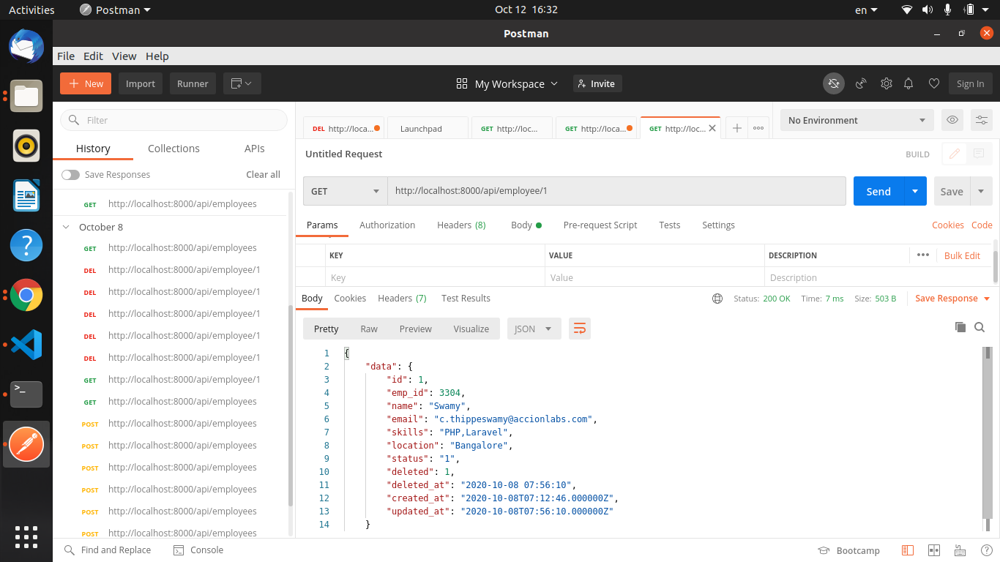 Activities Postman Oct 12 16:32 en
Postman
File Edit View Help
+ New Import Runner My Workspace Invite Sign In
Filter
History Collections APIs
Save Responses Clear all
GET http://localhost:8000/api/employees
October 8
GET http://localhost:8000/api/employees
DEL http://localhost:8000/api/employee/1
DEL http://localhost:8000/api/employee/1
DEL http://localhost:8000/api/employee/1
DEL http://localhost:8000/api/employee/1
DEL http://localhost:8000/api/employee/1
GET http://localhost:8000/api/employee/1
GET http://localhost:8000/api/employees
POST http://localhost:8000/api/employees
POST http://localhost:8000/api/employees
POST http://localhost:8000/api/employees
POST http://localhost:8000/api/employees
POST http://localhost:8000/api/employees
POST http://localhost:8000/api/employees
DEL http://loca... Launchpad GET http://loc... GET http://loca... GET http://loc... No Environment
Untitled Request BUILD
GET http://localhost:8000/api/employee/1 Send Save
Params Authorization Headers (8) Body Pre-request Script Tests Settings Cookies Code
KEY VALUE DESCRIPTION ••• Bulk Edit
Key Value Description
Body Cookies Headers (7) Test Results Status: 200 OK Time: 7 ms Size: 503 B Save Response
Pretty Raw Preview Visualize JSON
1 {
2 "data": {
3 "id": 1,
4 "emp_id": 3304,
5 "name": "Swamy",
6 "email": "c.thippeswamy@accionlabs.com",
7 "skills": "PHP,Laravel",
8 "location": "Bangalore",
9 "status": "1",
10 "deleted": 1,
11 "deleted_at": "2020-10-08 07:56:10",
12 "created_at": "2020-10-08T07:12:46.000000Z",
13 "updated_at": "2020-10-08T07:56:10.000000Z"
14 }
Find and Replace Console Bootcamp